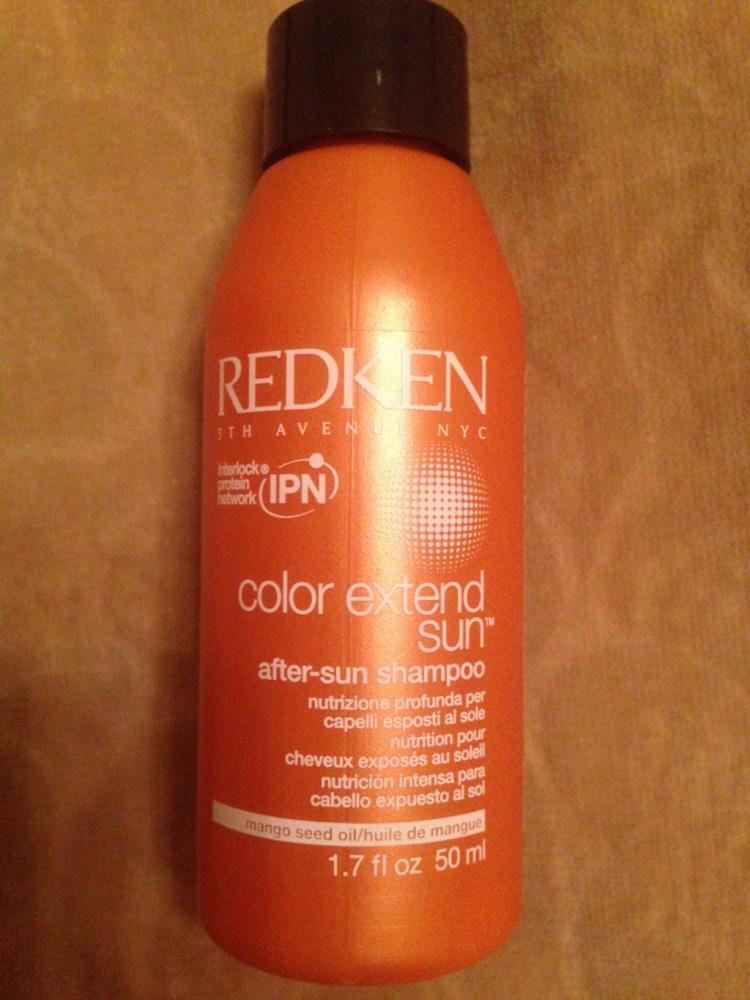 REDKEN
5TH AVENUE NYC
interlock®
protein
network
IPN
color extend
sun™
after-sun shampoo
nutrizione profunda per
capelli esposti al sole
nutrition pour
cheveux exposés au soleil
nutrición intensa para
cabello expuesto al sol
mango seed oil/huile de mangue
1.7 fl oz 50 ml